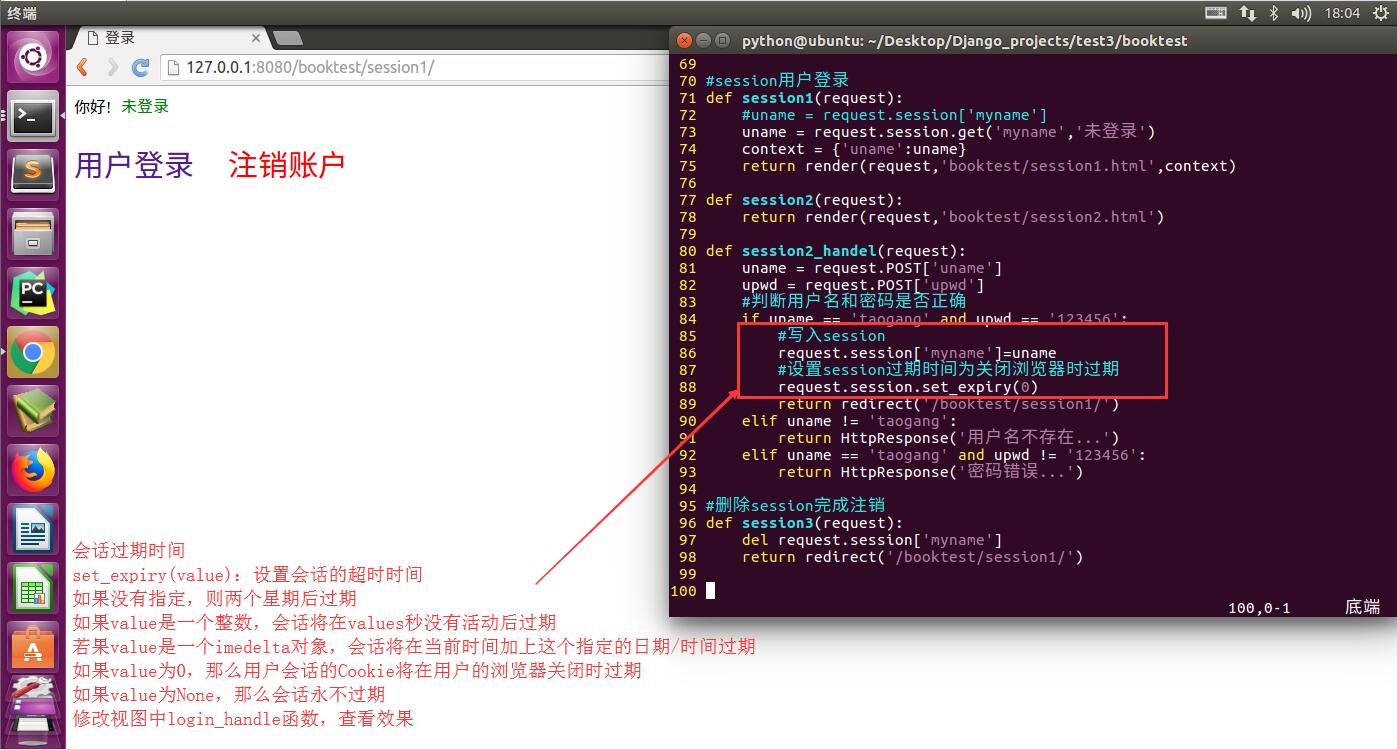 终端
18:04
登录
127.0.0.1:8080/booktest/session1/
你好！未登录
用户登录 注销账户
python@ubuntu: ~/Desktop/Django_projects/test3/booktest
69
70 #session用户登录
71 def session1(request):
72     #uname = request.session['myname']
73     uname = request.session.get('myname','未登录')
74     context = {'uname':uname}
75     return render(request,'booktest/session1.html',context)
76
77 def session2(request):
78     return render(request,'booktest/session2.html')
79
80 def session2_handel(request):
81     uname = request.POST['uname']
82     upwd = request.POST['upwd']
83     #判断用户名和密码是否正确
84     if uname == 'taogang' and upwd == '123456':
85         #写入session
86         request.session['myname']=uname
87         #设置session过期时间为关闭浏览器时过期
88         request.session.set_expiry(0)
89         return redirect('/booktest/session1/')
90     elif uname != 'taogang':
91         return HttpResponse('用户名不存在...')
92     elif uname == 'taogang' and upwd != '123456':
93         return HttpResponse('密码错误...')
94
95 #删除session完成注销
96 def session3(request):
97     del request.session['myname']
98     return redirect('/booktest/session1/')
99
100
100,0-1 底端
会话过期时间
set_expiry(value)：设置会话的超时时间
如果没有指定，则两个星期后过期
如果value是一个整数，会话将在values秒没有活动后过期
若果value是一个imedelta对象，会话将在当前时间加上这个指定的日期/时间过期
如果value为0，那么用户会话的Cookie将在用户的浏览器关闭时过期
如果value为None，那么会话永不过期
修改视图中login_handle函数，查看效果
S
PC
A